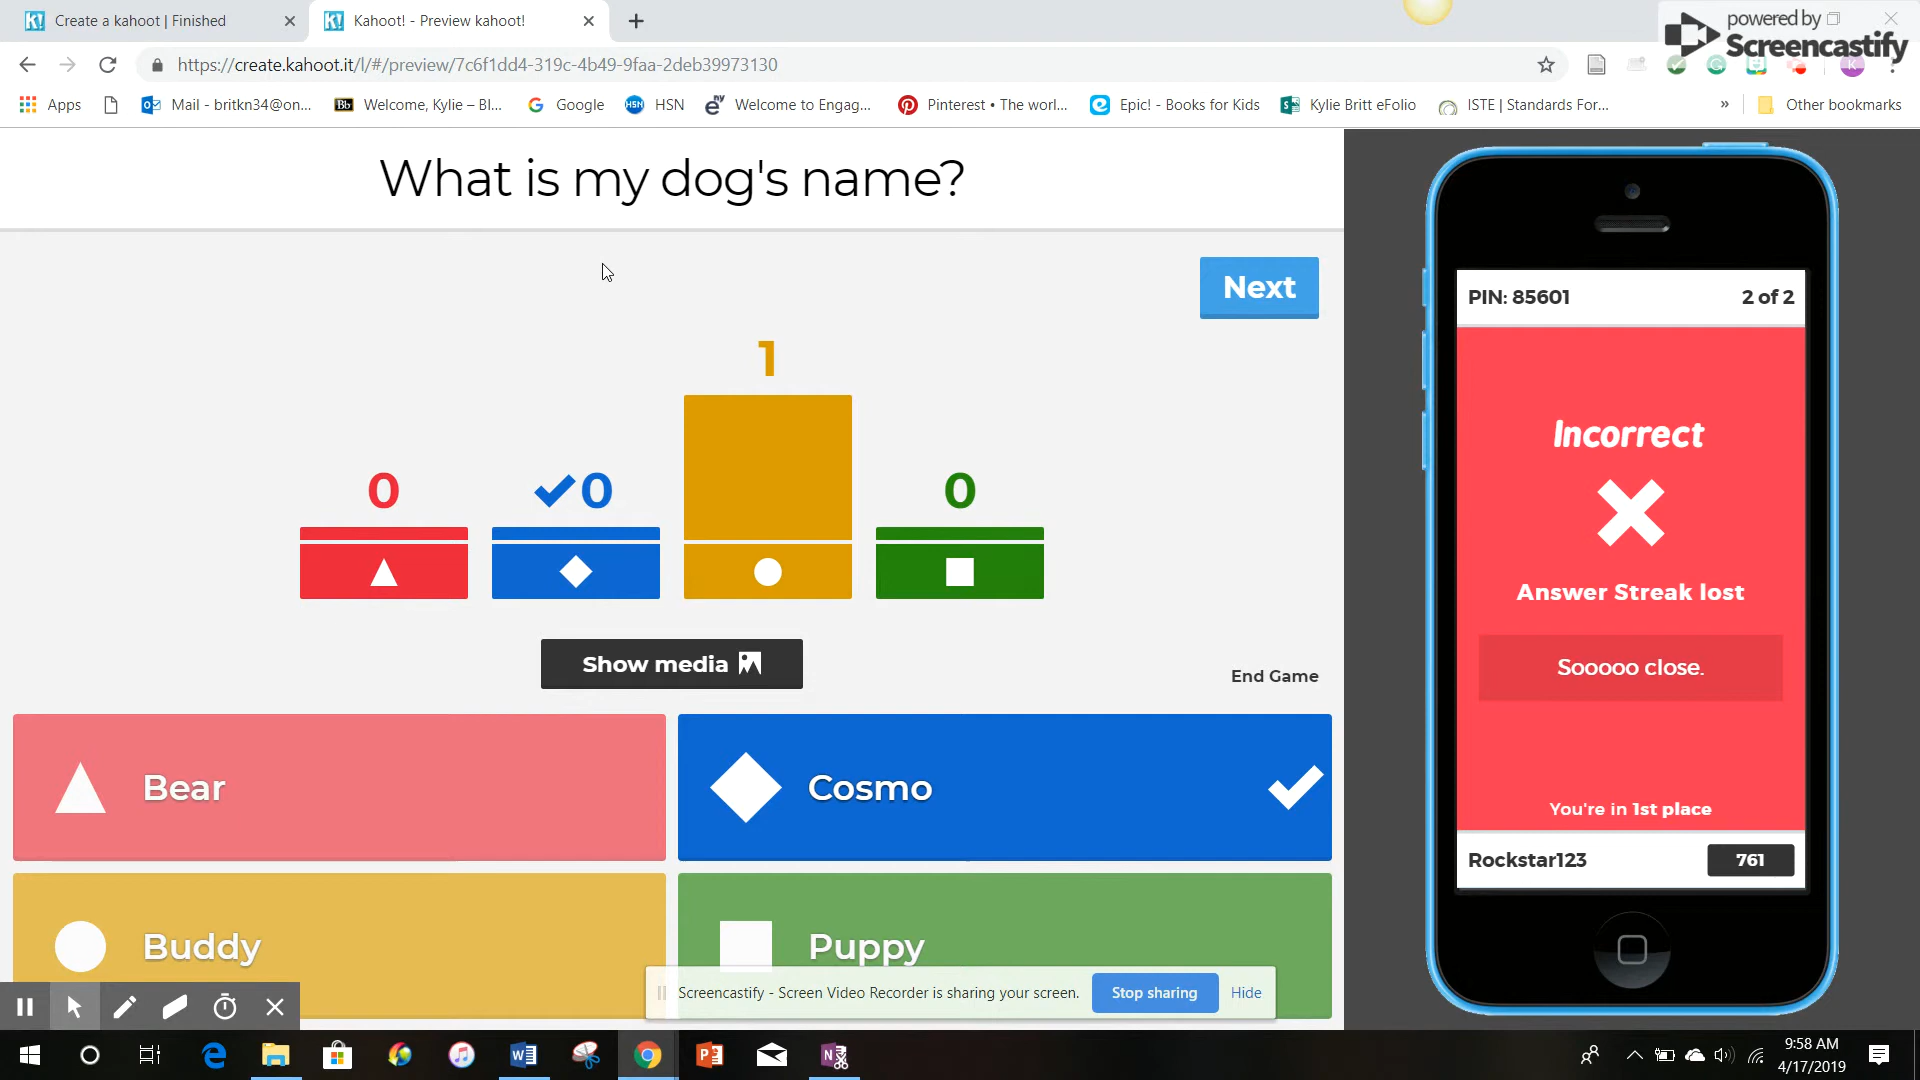 Create a kahoot | Finished
Kahoot! - Preview kahoot!
powered by
Screencastify
https://create.kahoot.it/l/#/preview/7c6f1dd4-319c-4b49-9faa-2deb39973130
Apps
Mail - britkn34@on...
Welcome, Kylie – Bl...
Google
HSN
Welcome to Engag...
Pinterest • The worl...
Epic! - Books for Kids
Kylie Britt eFolio
ISTE | Standards For...
»
Other bookmarks
What is my dog's name?
Next
PIN: 85601
2 of 2
1
0
0
0
Incorrect
Answer Streak lost
Sooooo close.
Show media
End Game
Bear
Cosmo
You're in 1st place
Rockstar123
761
Buddy
Puppy
Screencastify - Screen Video Recorder is sharing your screen.
Stop sharing
Hide
9:58 AM
4/17/2019